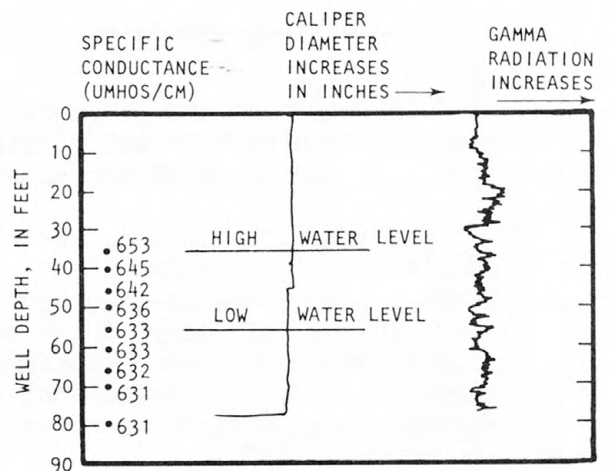 SPECIFIC
CONDUCTANCE
(UMHOS/CM)
CALIPER
DIAMETER
INCREASES
IN INCHES
GAMMA
RADIATION
INCREASES
WELL DEPTH, IN FEET
0
10
20
30
40
50
60
70
80
90
653
645
642
636
633
633
632
631
631
HIGH WATER LEVEL
LOW WATER LEVEL